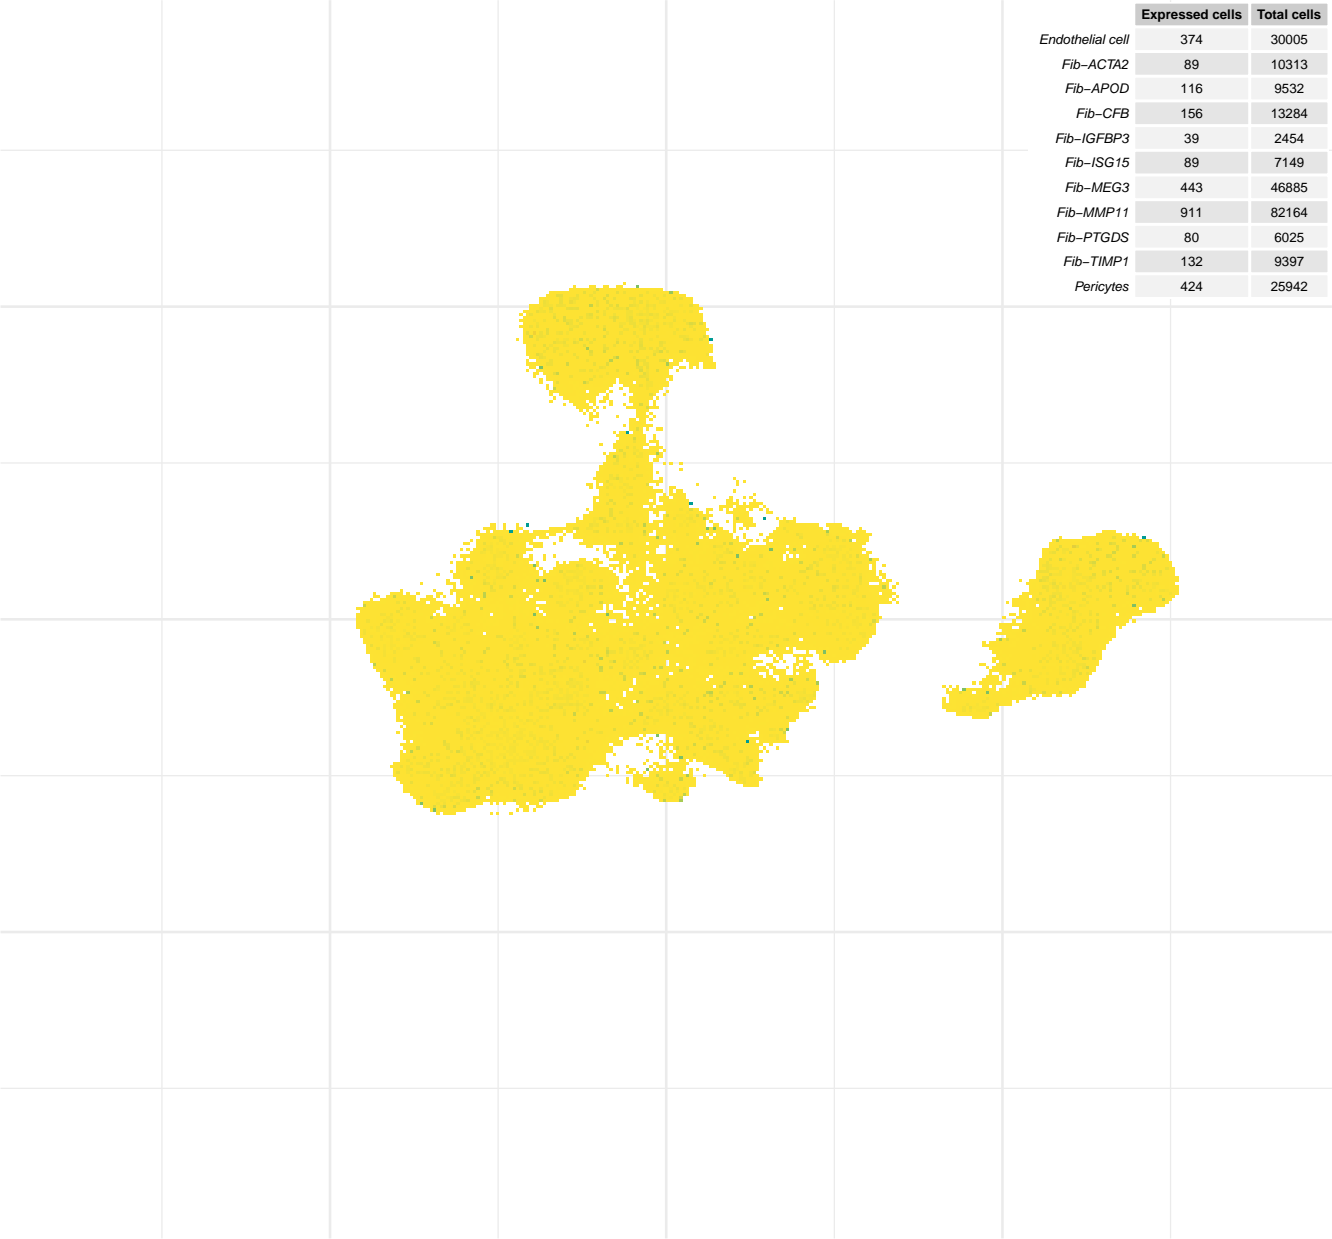 Expressed cells Total cells
Endothelial cell 374 30005
Fib−ACTA2 89 10313
Fib−APOD 116 9532
Fib−CFB 156 13284
Fib−IGFBP3 39 2454
Fib−ISG15 89 7149
Fib−MEG3 443 46885
Fib−MMP11 911 82164
Fib−PTGDS 80 6025
Fib−TIMP1 132 9397
Pericytes 424 25942